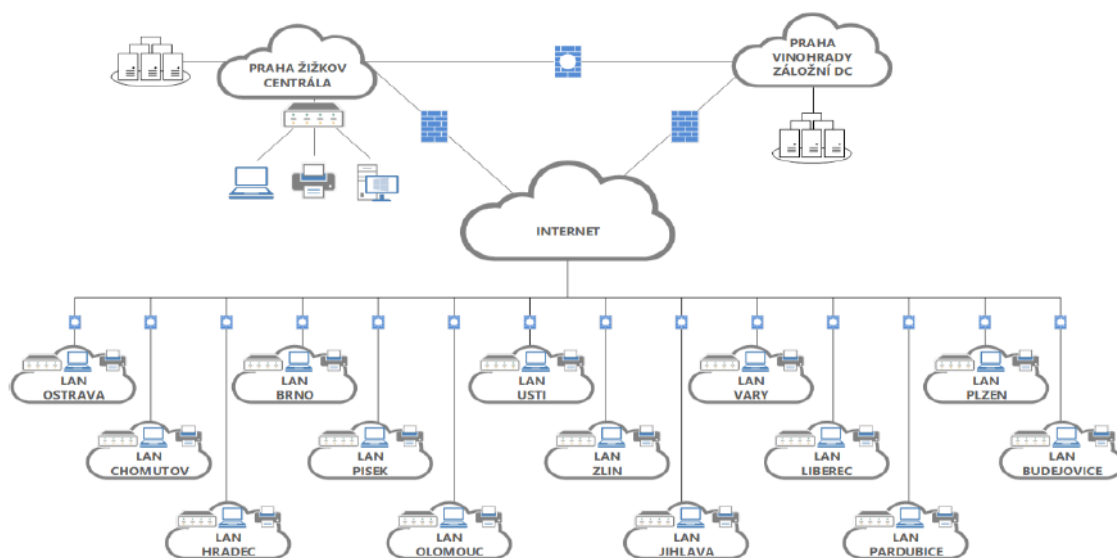 PRAHA ŽIŽKOV
CENTRÁLA
PRAHA
VINOHRADY
ZÁLOŽNÍ DC
INTERNET
LAN
OSTRAVA
LAN
BRNO
LAN
USTI
LAN
VARY
LAN
PLZEN
LAN
CHOMUTOV
LAN
PISEK
LAN
ZLIN
LAN
LIBEREC
LAN
BUDEJOVICE
LAN
HRADEC
LAN
OLOMOUC
LAN
JIHLAVA
LAN
PARDUBICE